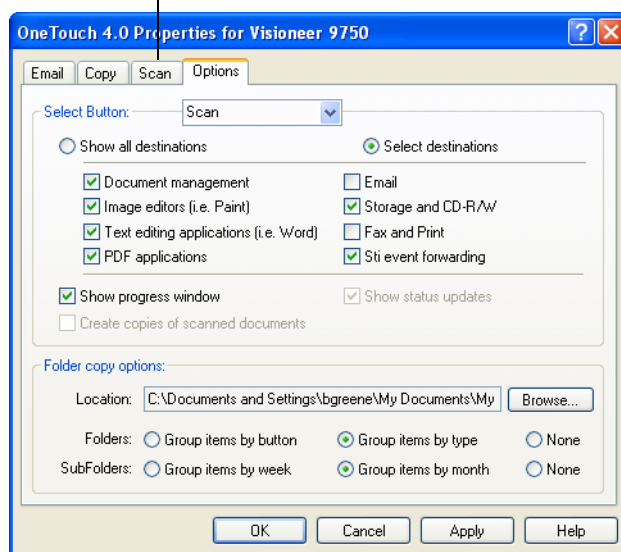 OneTouch 4.0 Properties for Visioneer 9750
Email Copy Scan Options
Select Button: Scan
Show all destinations Select destinations
Document management Email
Image editors (i.e. Paint) Storage and CD-R/W
Text editing applications (i.e. Word) Fax and Print
PDF applications Sti event forwarding
Show progress window Show status updates
Create copies of scanned documents
Folder copy options:
Location: C:\Documents and Settings\bgreene\My Documents\My Browse...
Folders: Group items by button Group items by type None
SubFolders: Group items by week Group items by month None
OK Cancel Apply Help